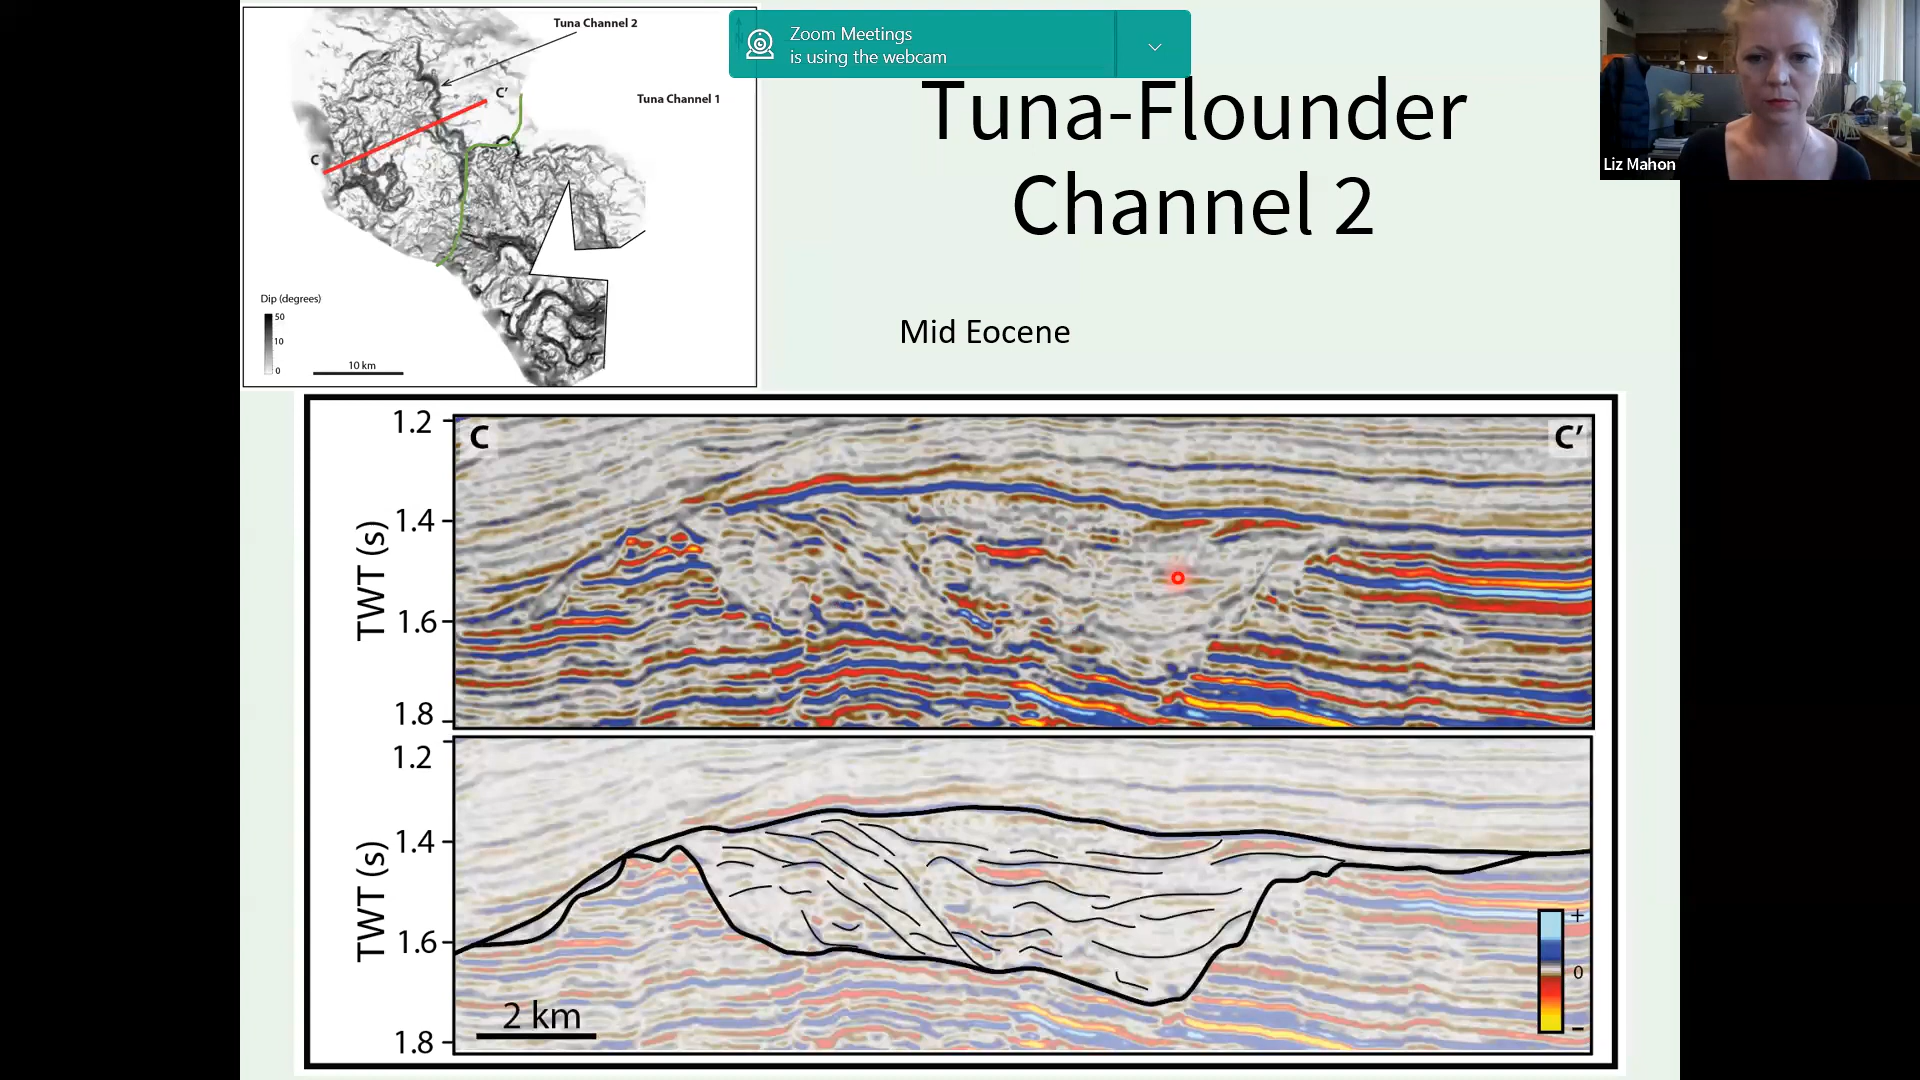 Tuna Channel 2
Tuna Channel 1
C
C'
Dip (degrees)
50
10
0
10 km
Zoom Meetings
is using the webcam
Tuna-Flounder
Channel 2
Mid Eocene
Liz Mahon
C
C'
1.2
1.4
1.6
1.8
TWT (s)
1.2
1.4
1.6
1.8
TWT (s)
2 km
+
0
–